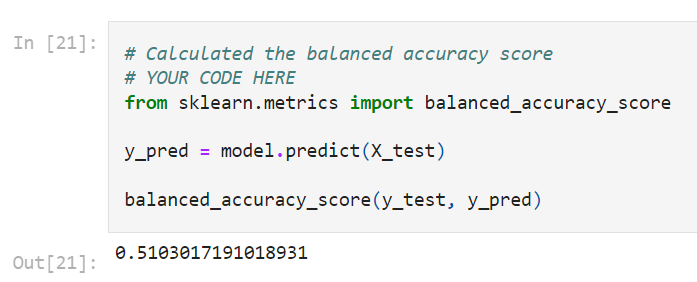 In [21]:
# Calculated the balanced accuracy score
# YOUR CODE HERE
from sklearn.metrics import balanced_accuracy_score
y_pred = model.predict(X_test)
balanced_accuracy_score(y_test, y_pred)
Out[21]: 0.5103017191018931